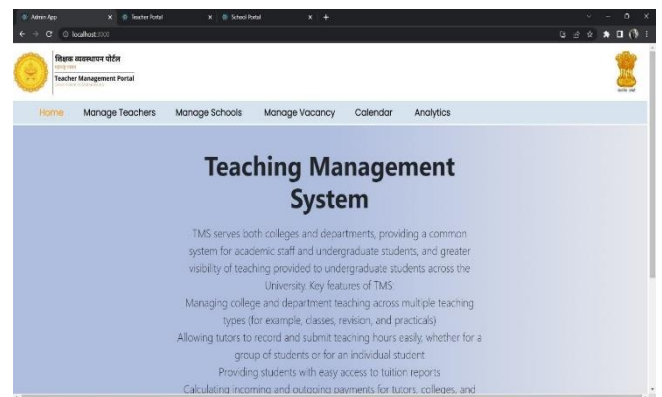 Admin App
Teacher Portal
School Portal
localhost:3001
शिक्षक व्यवस्थापन पोर्टल
Teacher Management Portal
Home Manage Teachers Manage Schools Manage Vacancy Calendar Analytics
Teaching Management
System
TMS serves both colleges and departments, providing a common
system for academic staff and undergraduate students, and greater
visibility of teaching provided to undergraduate students across the
University. Key features of TMS:
Managing college and department teaching across multiple teaching
types (for example, classes, revision, and practicals)
Allowing tutors to record and submit teaching hours easily, whether for a
group of students or for an individual student
Providing students with easy access to tuition reports
Calculating incoming and outgoing payments for tutors, colleges, and